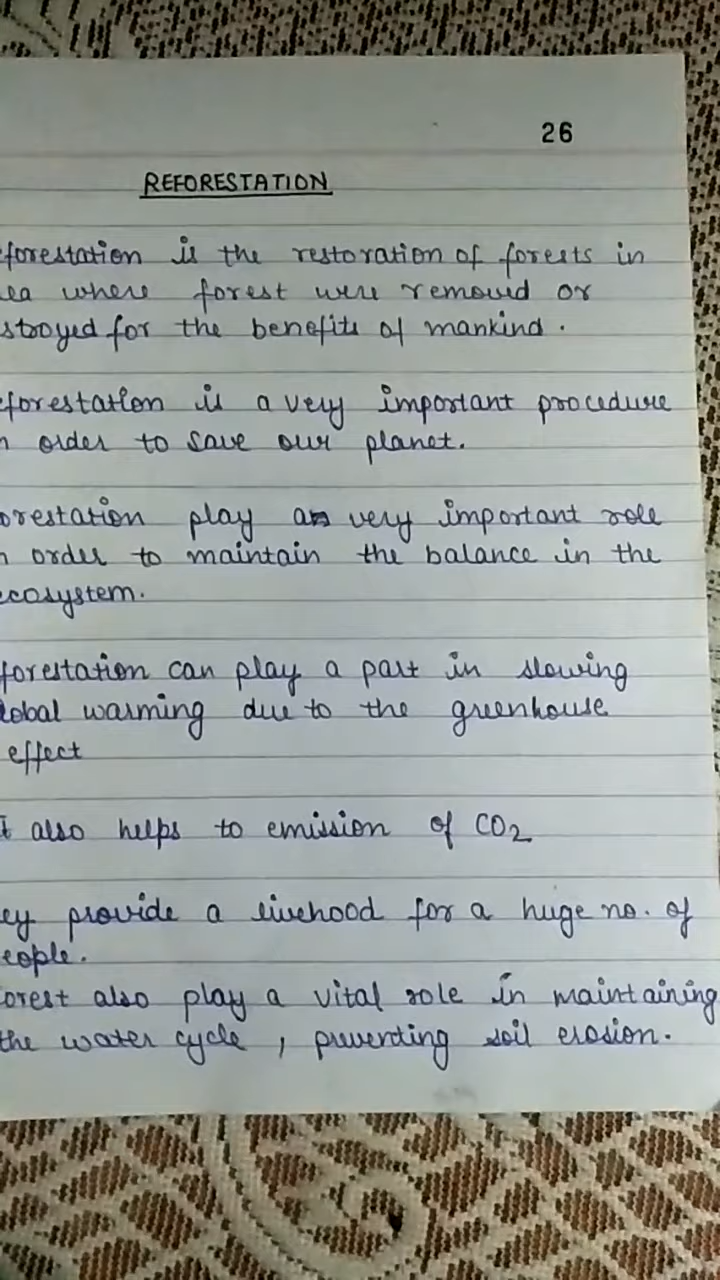 26
REFORESTATION
eforestation is the restoration of forests in
ea where forest were removed or
stroyed for the benefits of mankind.
eforestation is a very important procedure
n order to save our planet.
orestation play an very important role
n order to maintain the balance in the
ecosystem.
forestation can play a part in slowing
lobal warming due to the greenhouse
effect
I also helps to emission of CO2
ey provide a livehood for a huge no. of
eople.
orest also play a vital role in maintaining
the water cycle, preventing soil erosion.